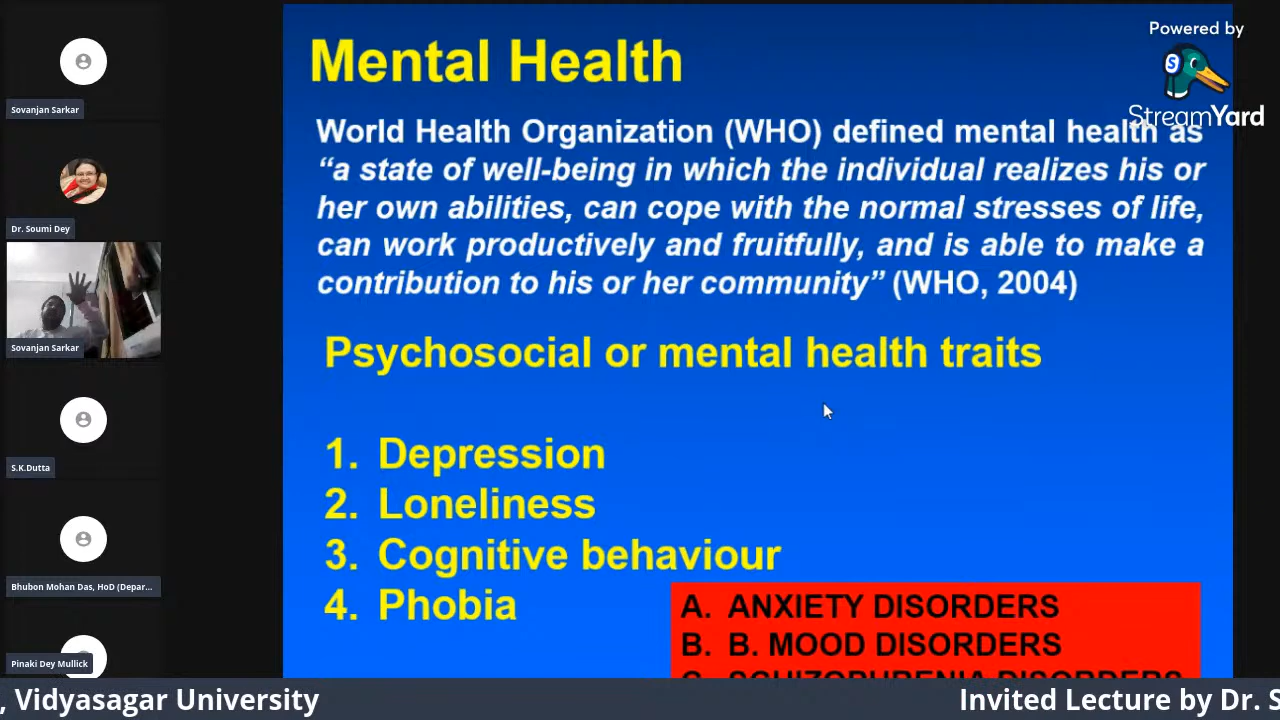 Sovanjan Sarkar
Dr. Soumi Dey
Sovanjan Sarkar
S.K.Dutta
Bhubon Mohan Das, HoD (Depar...
Pinaki Dey Mullick
Mental Health
World Health Organization (WHO) defined mental health as
“a state of well-being in which the individual realizes his or
her own abilities, can cope with the normal stresses of life,
can work productively and fruitfully, and is able to make a
contribution to his or her community” (WHO, 2004)
Psychosocial or mental health traits
1. Depression
2. Loneliness
3. Cognitive behaviour
4. Phobia
A. ANXIETY DISORDERS
B. B. MOOD DISORDERS
C. SCHIZOPHRENIA DISORDERS
Powered by
S
StreamYard
, Vidyasagar University
Invited Lecture by Dr. S